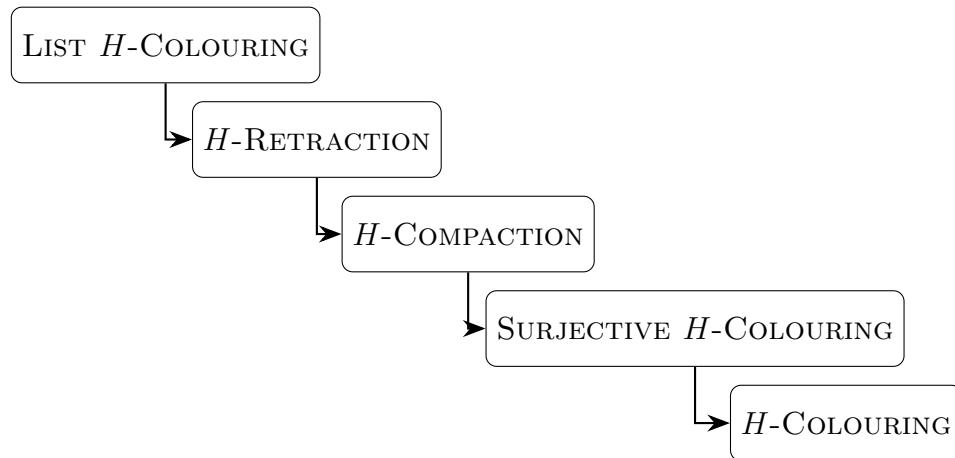 List H-Colouring
H-Retraction
H-Compaction
Surjective H-Colouring
H-Colouring